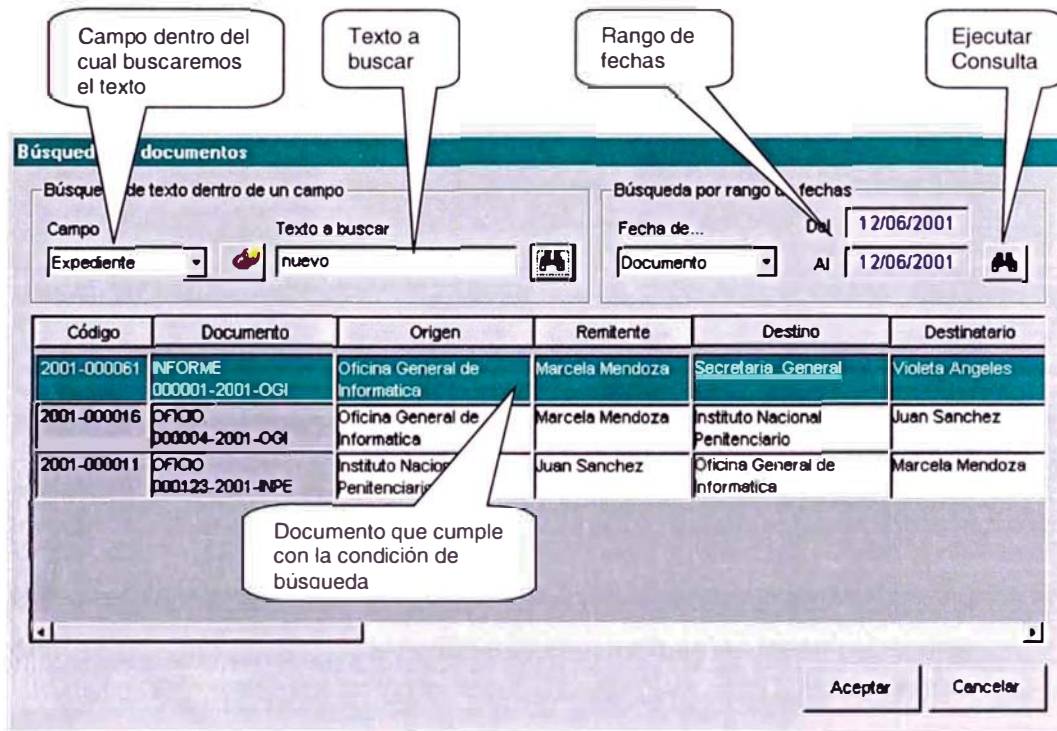 Campo dentro del
cual buscaremos
el texto
Texto a
buscar
Rango de
fechas
Ejecutar
Consulta
Búsqued documentos
Búsque de texto dentro de un campo
Búsqueda por rango de fechas
Campo
Texto a buscar
Fecha de...
Del 12/06/2001
Expediente
nuevo
Documento
Al 12/06/2001
Código Documento Origen Remitente Destino Destinatario
2001-000061 INFORME 000001-2001-OGI Oficina General de Informatica Marcela Mendoza Secretaria General Violeta Angeles
2001-000016 OFICIO 000004-2001-OGI Oficina General de Informatica Marcela Mendoza Instituto Nacional Penitenciario Juan Sanchez
2001-000011 OFICIO 000123-2001-INPE Instituto Nacion Penitenciario Juan Sanchez Oficina General de Informatica Marcela Mendoza
Documento que cumple
con la condición de
búsqueda
Aceptar Cancelar